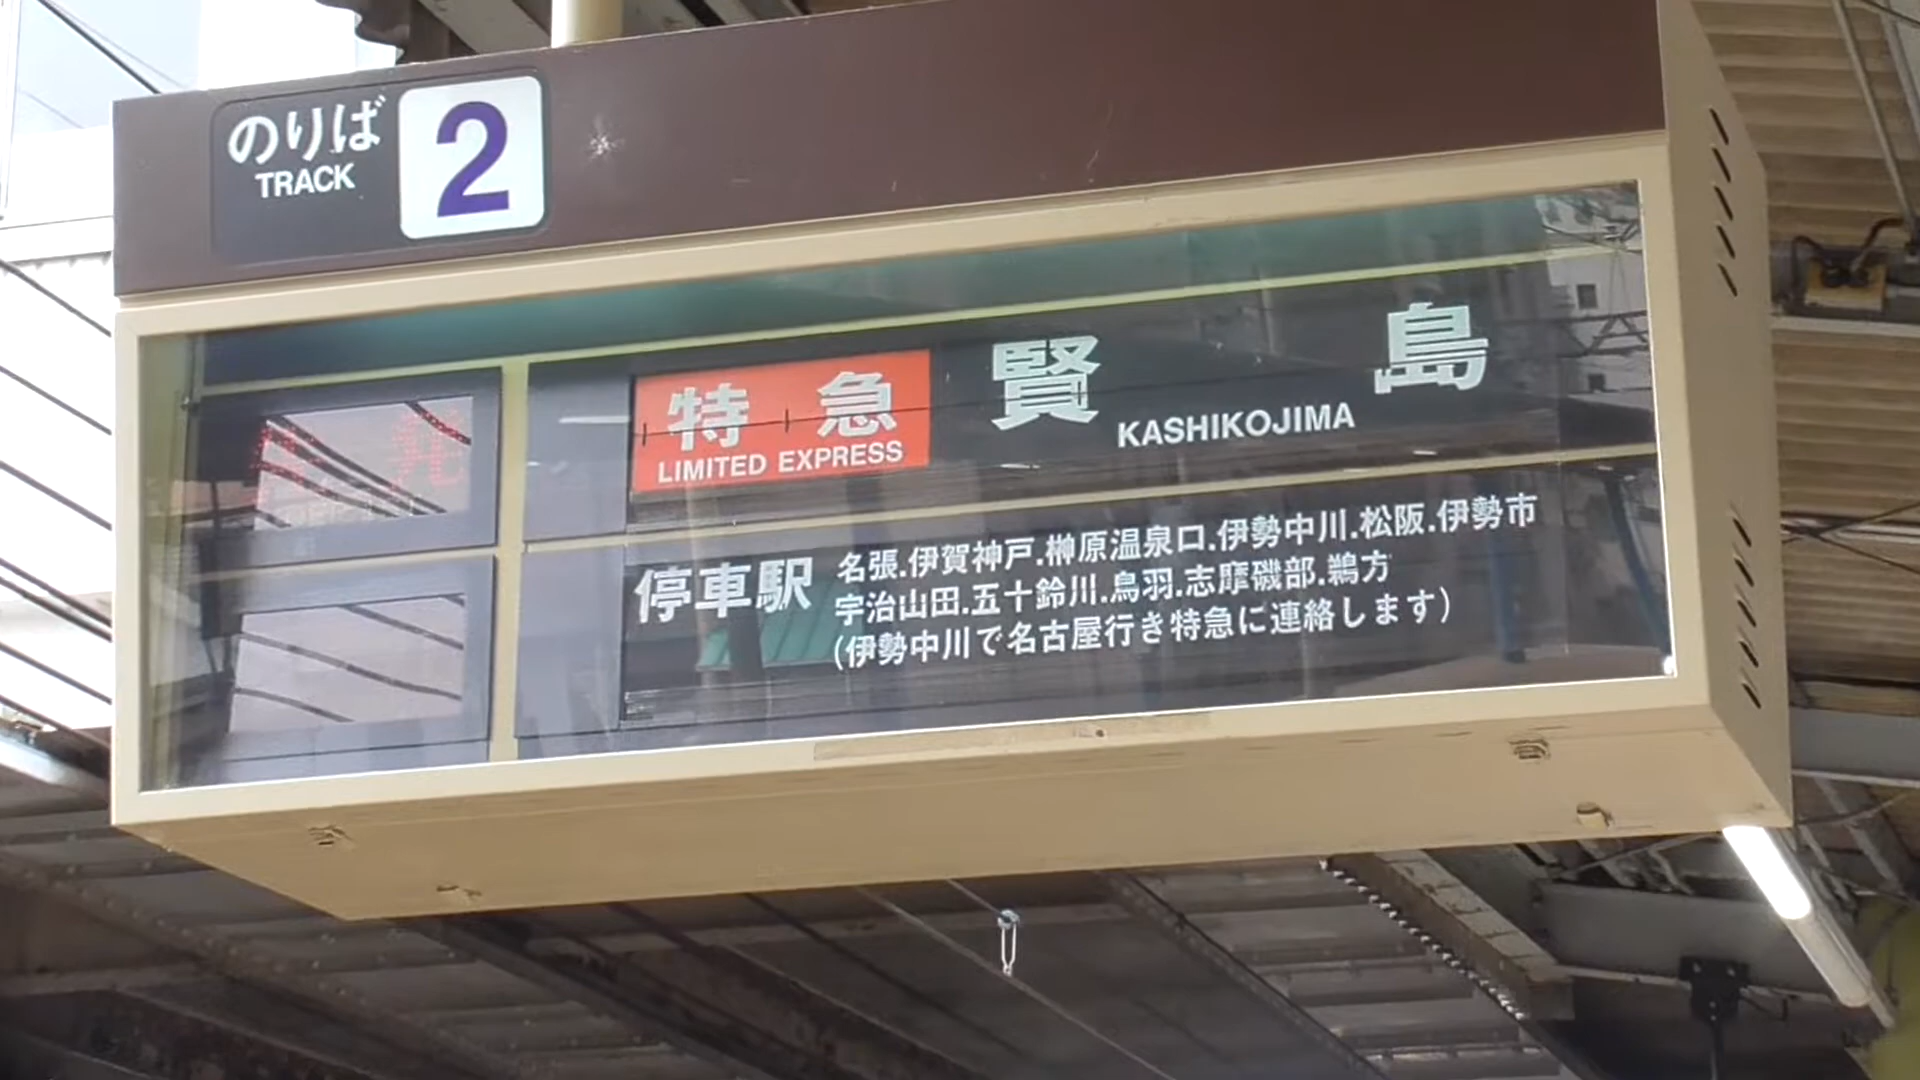 のりば 2
TRACK
特急 賢島
LIMITED EXPRESS KASHIKOJIMA
停車駅 名張.伊賀神戸.榊原温泉口.伊勢中川.松阪.伊勢市
宇治山田.五十鈴川.鳥羽.志摩磯部.鵜方
(伊勢中川で名古屋行き特急に連絡します)